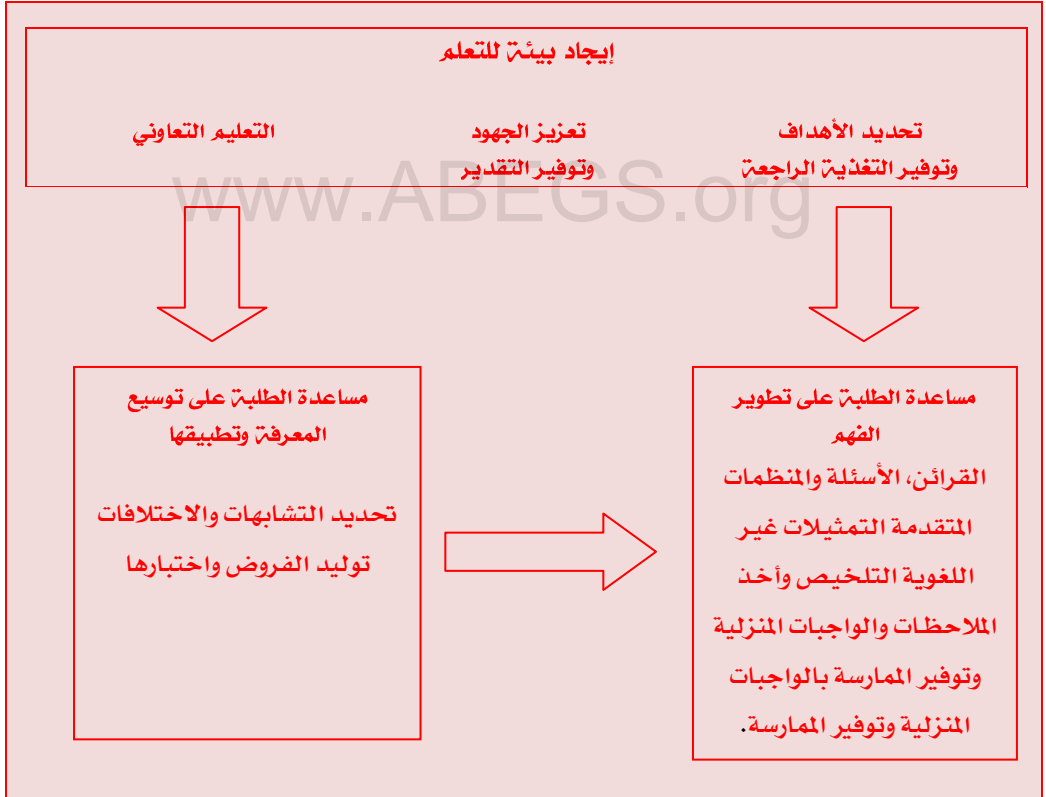 إيجاد بيئة للتعلم
تحديد الأهداف
وتوفير التغذية الراجعة
تعزيز الجهود
وتوفير التقدير
التعليم التعاوني
www.ABEGS.org
مساعدة الطلبة على تطوير
الفهم
القرائن، الأسئلة والمنظمات
المتقدمة التمثيلات غير
اللغوية التلخيص وأخذ
الملاحظات والواجبات المنزلية
وتوفير الممارسة بالواجبات
المنزلية وتوفير الممارسة.
مساعدة الطلبة على توسيع
المعرفة وتطبيقها
تحديد التشابهات والاختلافات
توليد الفروض واختبارها